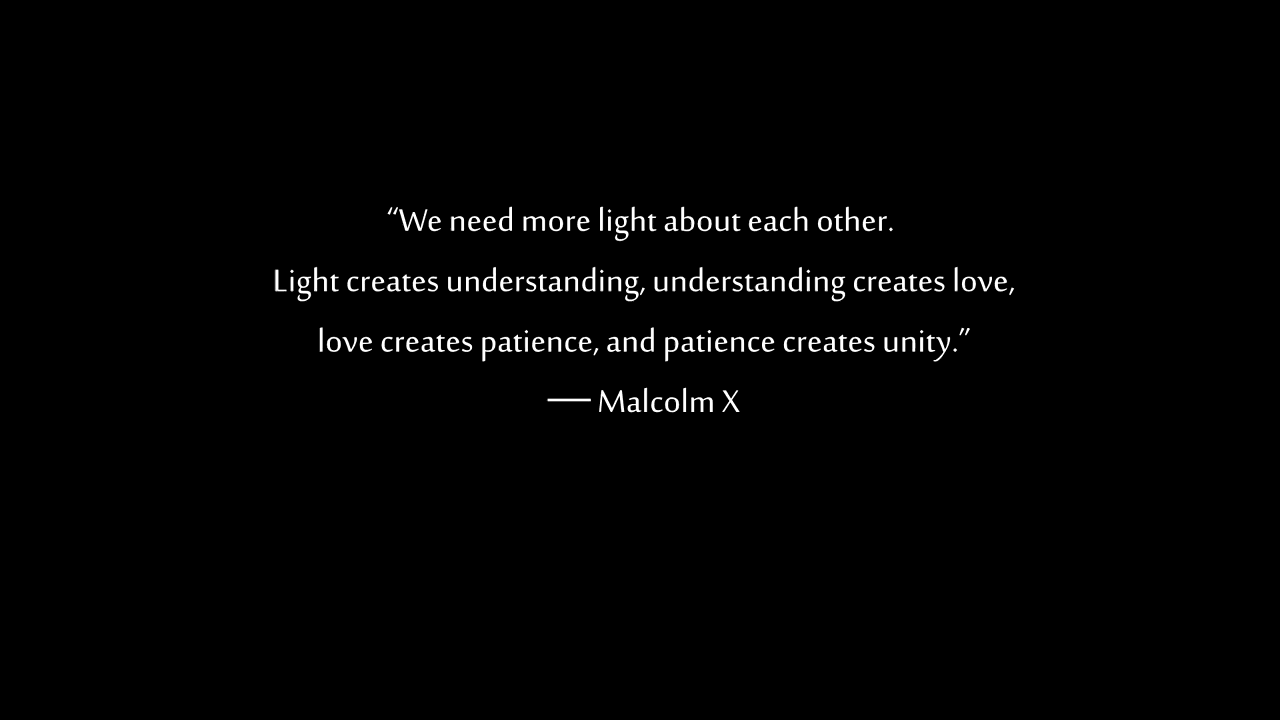 “We need more light about each other.
Light creates understanding, understanding creates love,
love creates patience, and patience creates unity.”
── Malcolm X